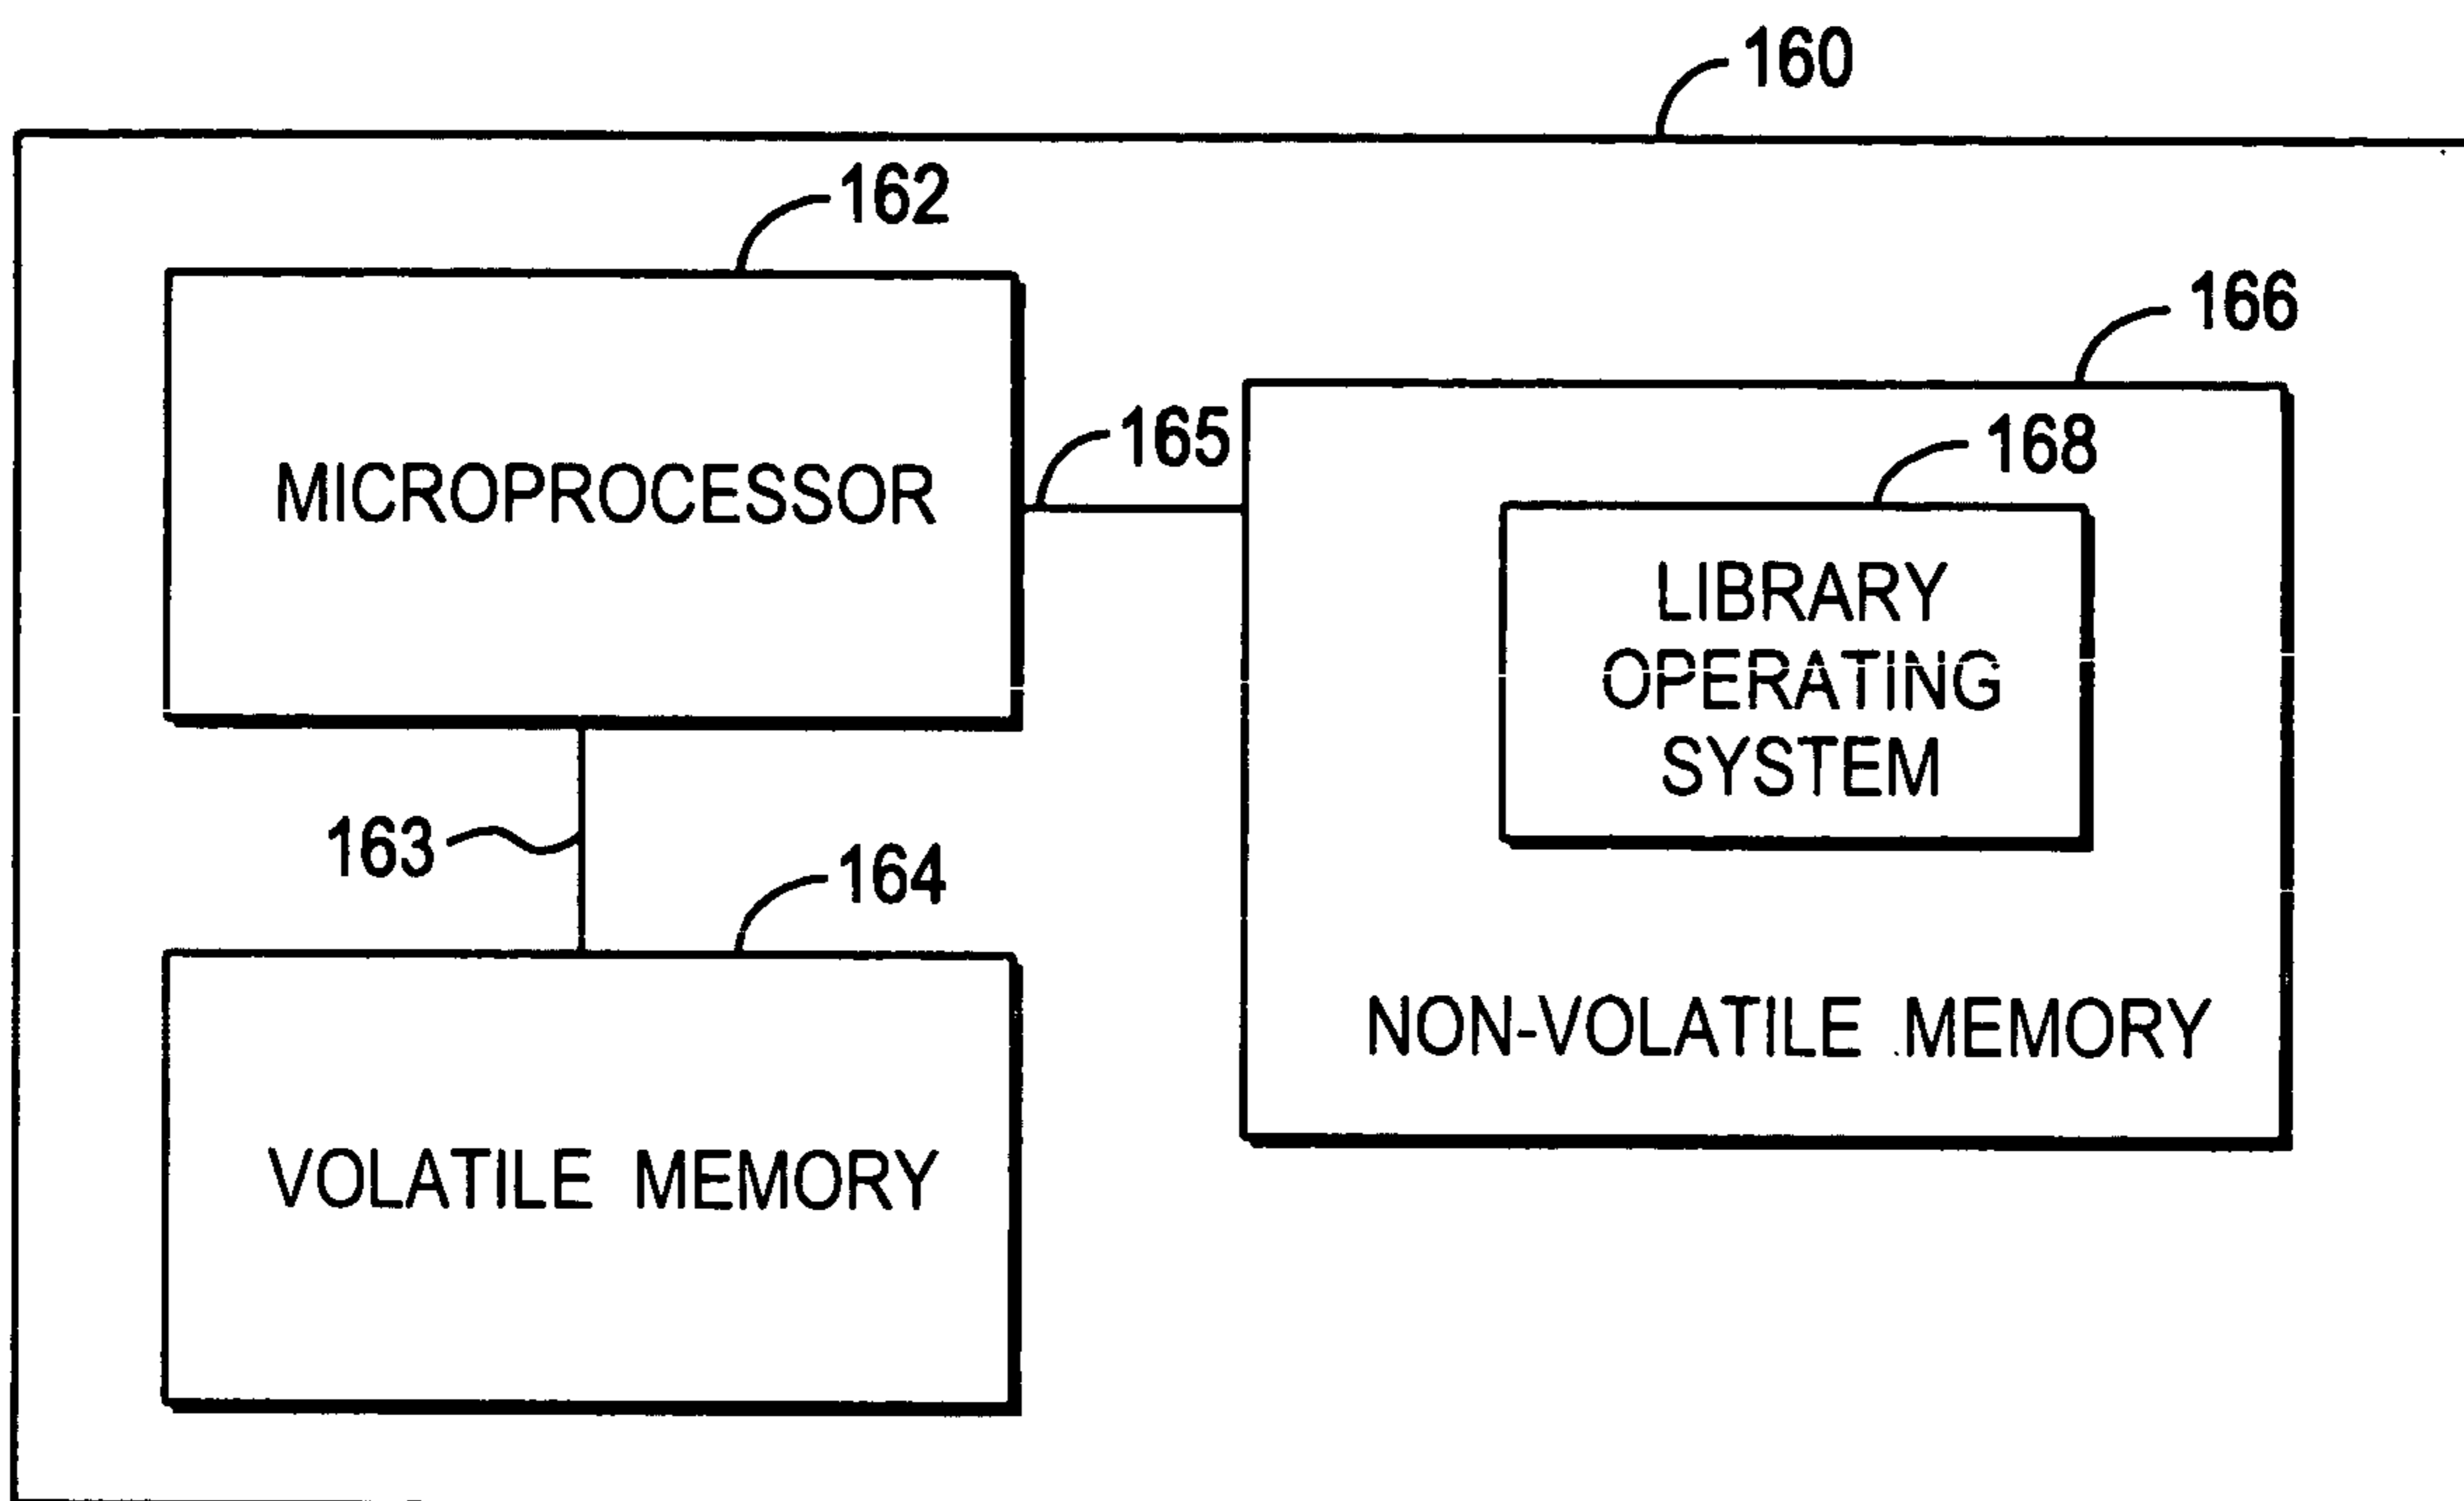 160
162
166
165
168
MICROPROCESSOR
LIBRARY
OPERATING
SYSTEM
163
164
NON-VOLATILE MEMORY
VOLATILE MEMORY